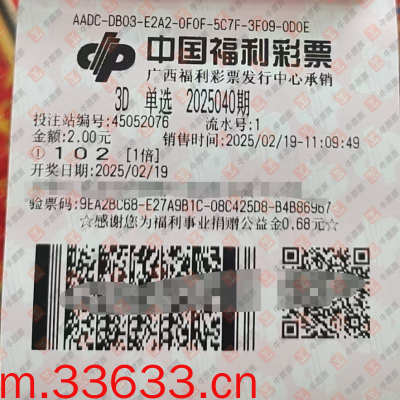 AADC-DB03-E2A2-0F0F-5C7F-3F09-0D0E
中国福利彩票
广西福利彩票发行中心承销
3D 单选 2025040期
投注站编号:45052076 流水号:1
金额:2.00元 销售时间:2025/02/19-11:09:49
① 102 [1倍]
开奖日期:2025/02/19
验票码:9EA2BC6B-E27A9B1C-08C425D8-B4B86967
☆感谢您为福利事业捐赠公益金0.68元☆
m.33633.cn